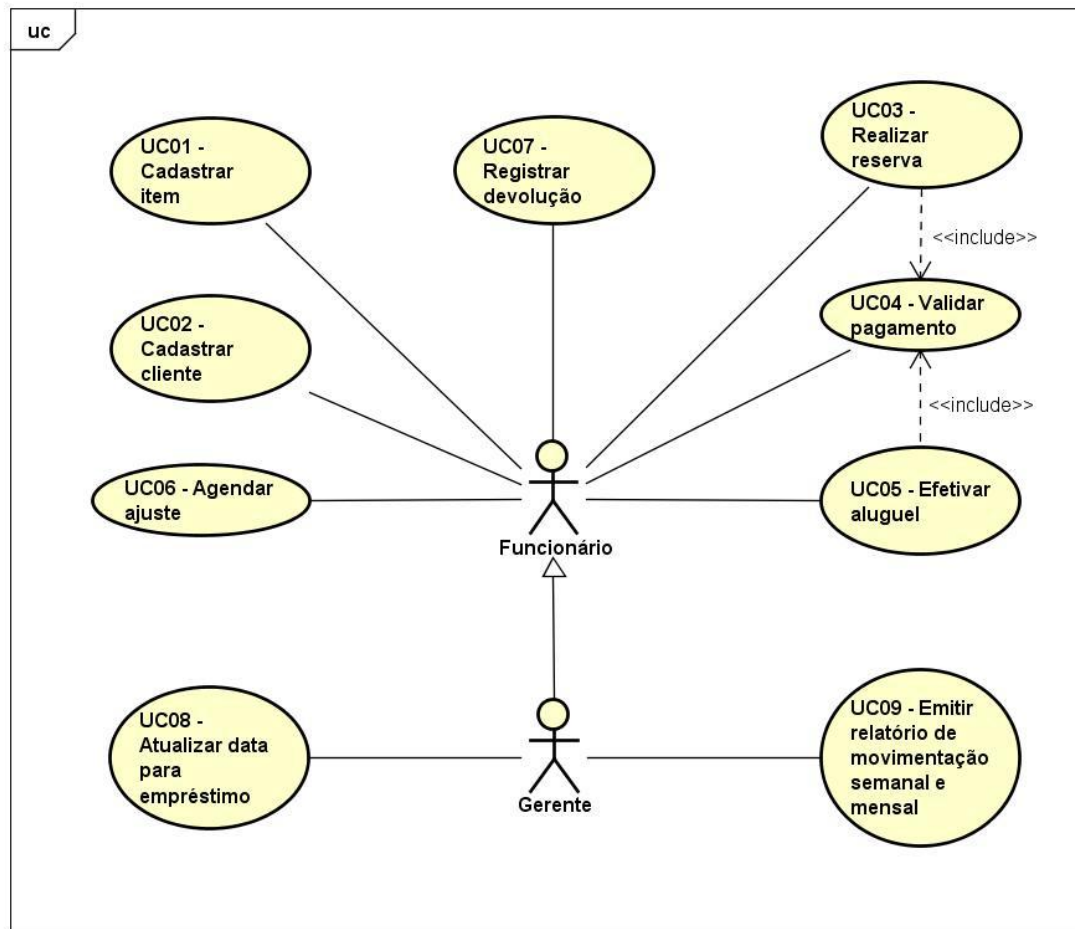 uc
UC01 -
Cadastrar
item
UC07 -
Registrar
devolução
UC03 -
Realizar
reserva
<<include>>
UC04 - Validar
pagamento
UC02 -
Cadastrar
cliente
<<include>>
UC06 - Agendar
ajuste
UC05 - Efetivar
aluguel
Funcionário
UC08 -
Atualizar data
para
empréstimo
Gerente
UC09 - Emitir
relatório de
movimentação
semanal e
mensal